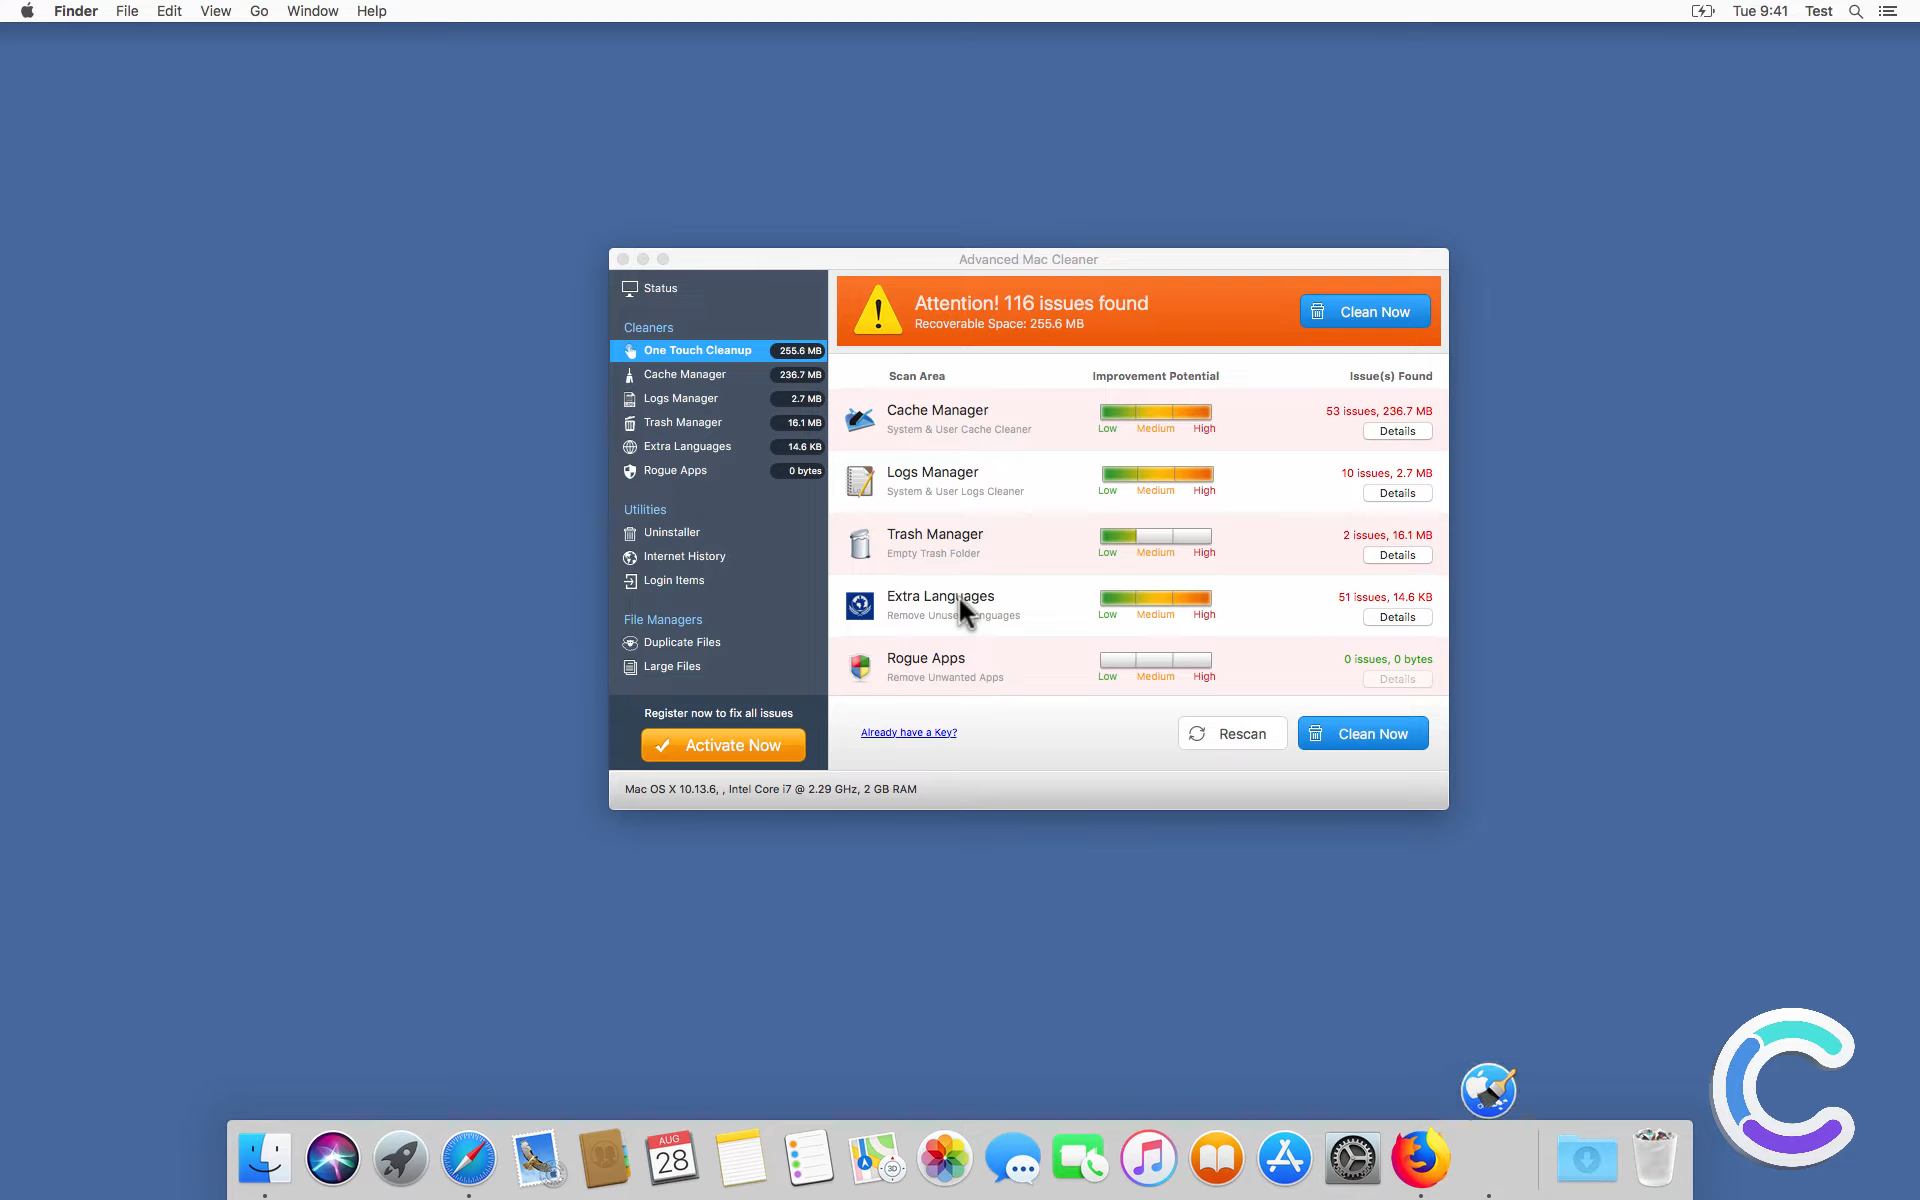 Finder File Edit View Go Window Help
Tue 9:41 Test
Advanced Mac Cleaner
Status
Cleaners
One Touch Cleanup 255.6 MB
Cache Manager 236.7 MB
Logs Manager 2.7 MB
Trash Manager 16.1 MB
Extra Languages 14.6 KB
Rogue Apps 0 bytes
Utilities
Uninstaller
Internet History
Login Items
File Managers
Duplicate Files
Large Files
Register now to fix all issues
Activate Now
Attention! 116 issues found
Recoverable Space: 255.6 MB
Clean Now
Scan Area Improvement Potential Issue(s) Found
Cache Manager
System & User Cache Cleaner
Low Medium High
53 issues, 236.7 MB
Details
Logs Manager
System & User Logs Cleaner
Low Medium High
10 issues, 2.7 MB
Details
Trash Manager
Empty Trash Folder
Low Medium High
2 issues, 16.1 MB
Details
Extra Languages
Remove Unused Languages
Low Medium High
51 issues, 14.6 KB
Details
Rogue Apps
Remove Unwanted Apps
Low Medium High
0 issues, 0 bytes
Details
Already have a Key?
Rescan
Clean Now
Mac OS X 10.13.6, , Intel Core i7 @ 2.29 GHz, 2 GB RAM
AUG
28
3D
C